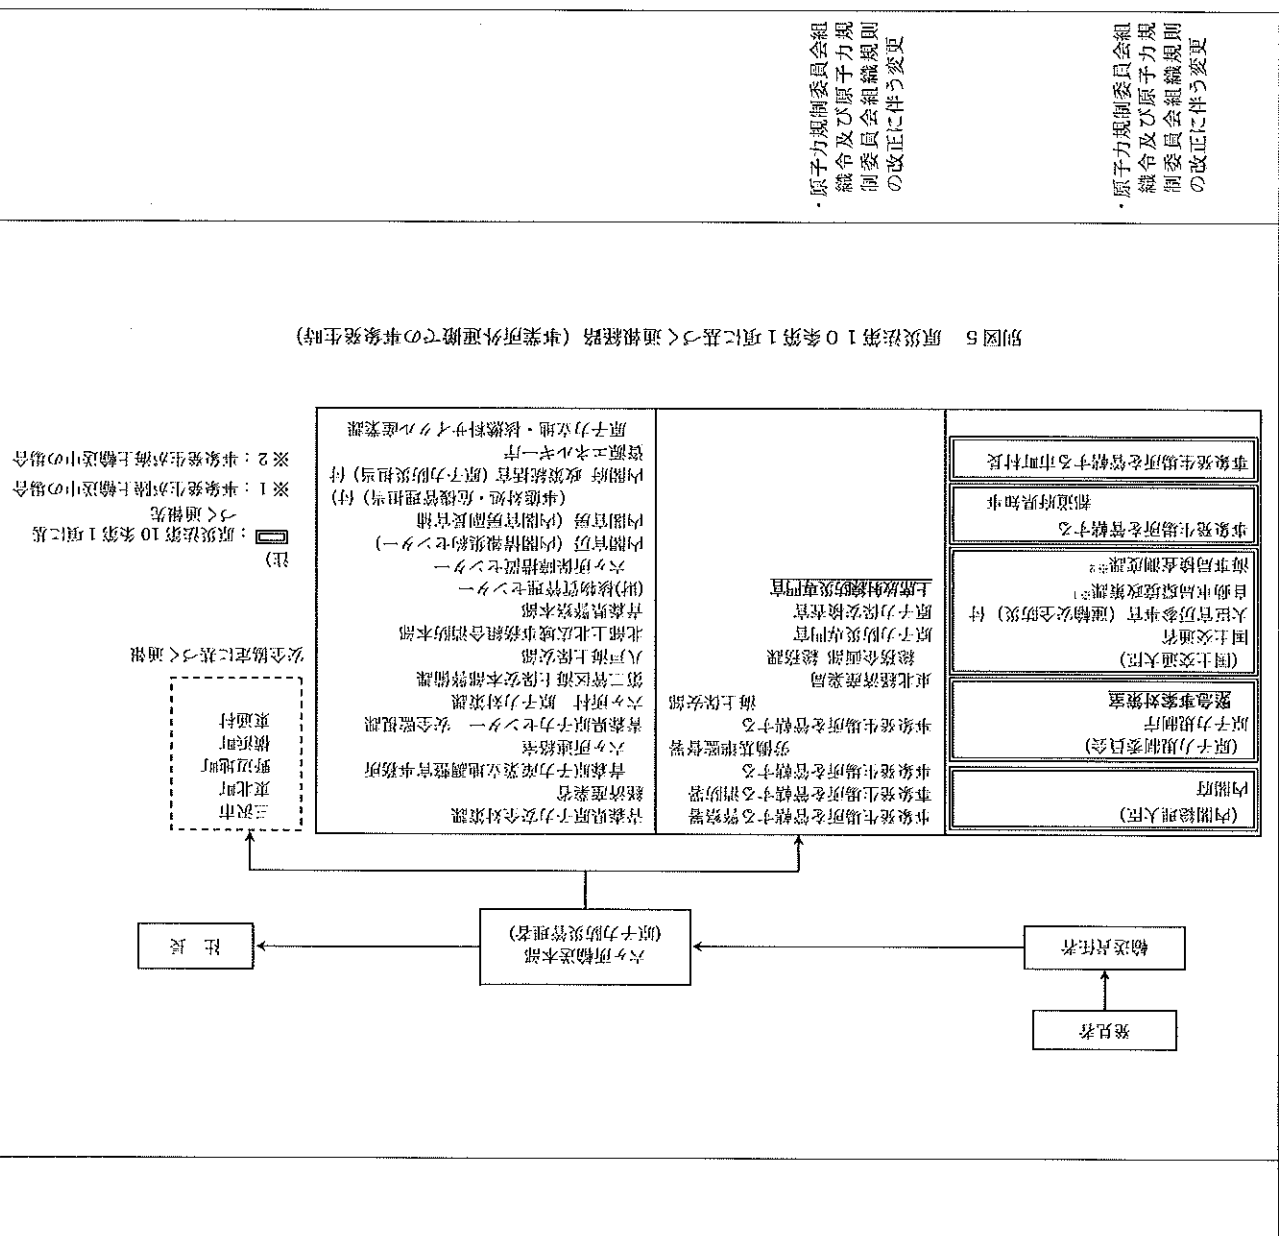 ・原子力規制委員会組
織令及び原子力規
制委員会組織規則
の改正に伴う変更
・原子力規制委員会組
織令及び原子力規
制委員会組織規則
の改正に伴う変更
発見者
輸送責任者
六ヶ所輸送本部
(原子力防災管理者)
社 長
(内閣総理大臣)
内閣府
(原子力規制委員会)
原子力規制庁
緊急事案対策室
(国土交通大臣)
国土交通省
大臣官房参事官（運輸安全防災）付
自動車局環境政策課※1
海事局検査測度課※2
事象発生場所を管轄する
都道府県知事
事象発生場所を管轄する市町村長
事象発生場所を管轄する警察署
事象発生場所を管轄する消防署
事象発生場所を管轄する
労働基準監督署
事象発生場所を管轄する
海上保安部
東北経済産業局
総務企画部 総務課
原子力防災専門官
原子力保安検査官
上席放射線防災専門官
青森県原子力安全対策課
経済産業省
青森原子力産業立地調整官事務所
六ヶ所連絡室
青森県原子力センター 安全監視課
六ヶ所村 原子力対策課
第二管区海上保安本部警備課
八戸海上保安部
北部上北広域事務組合消防本部
青森県警察本部
(財)核物質管理センター
六ヶ所保障措置センター
内閣官房（内閣情報集約センター）
内閣官房（内閣官房副長官補
（事態対処・危機管理担当）付）
内閣府 政策統括官（原子力防災担当）付
資源エネルギー庁
原子力立地・核燃料サイクル産業課
三沢市
東北町
野辺地町
横浜町
東通村
安全協定に基づく通報
注)
：原災法第10条第1項に基
づく通報先
※1：事象発生が陸上輸送中の場合
※2：事象発生が海上輸送中の場合
別図5 原災法第10条第1項に基づく通報経路（事業所外運搬での事象発生時）